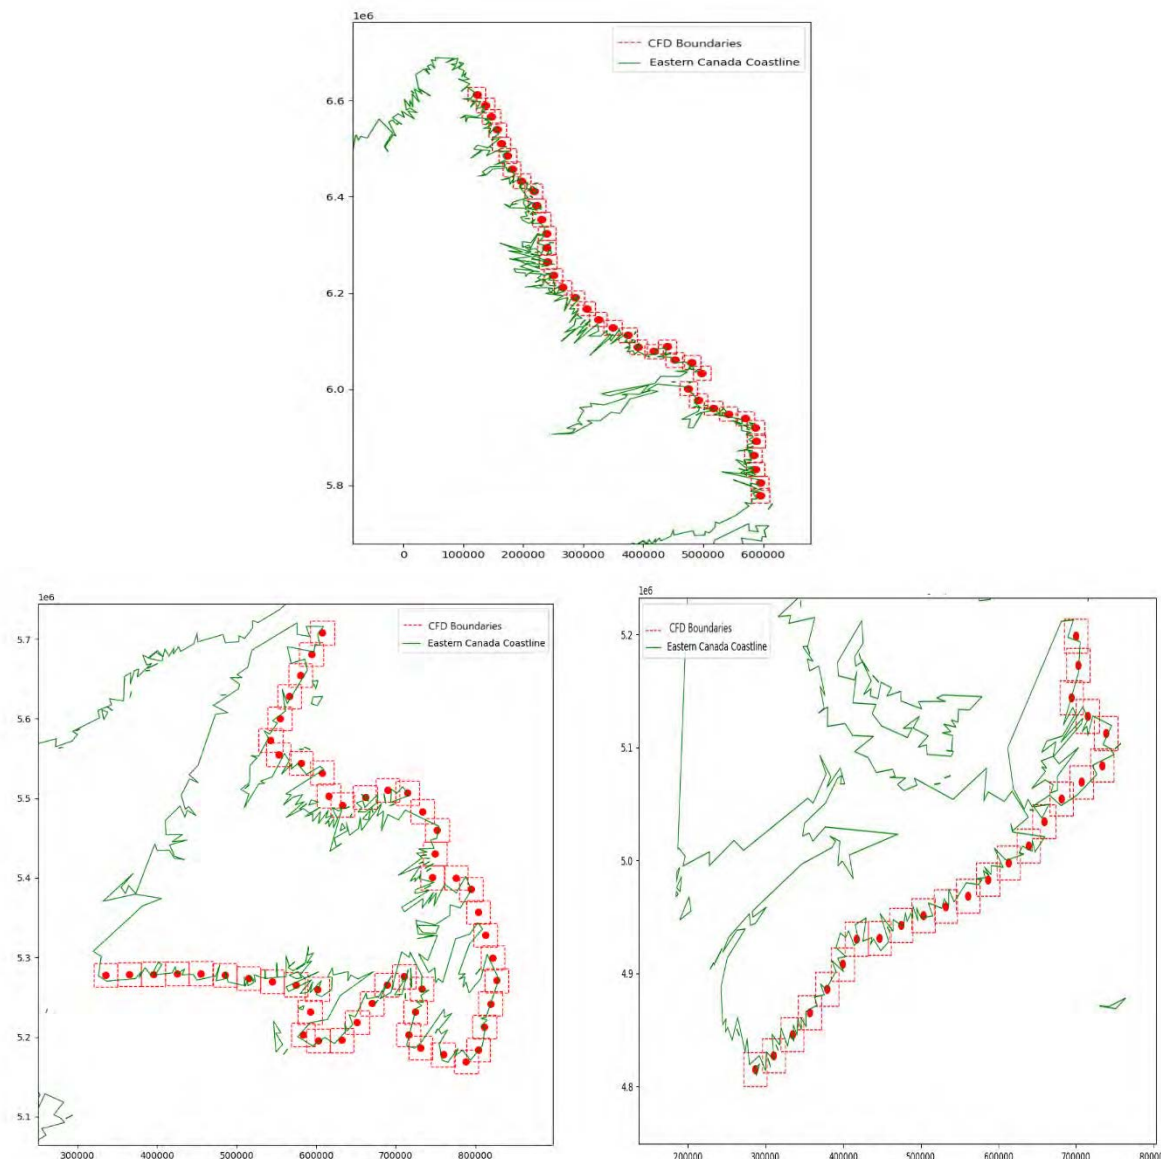 1e6
CFD Boundaries
Eastern Canada Coastline
6.6
6.4
6.2
6.0
5.8
0 100000 200000 300000 400000 500000 600000
1e6
CFD Boundaries
Eastern Canada Coastline
5.7
5.6
5.5
5.4
5.3
5.2
5.1
300000 400000 500000 600000 700000 800000
1e6
CFD Boundaries
Eastern Canada Coastline
5.2
5.1
5.0
4.9
4.8
200000 300000 400000 500000 600000 700000 80000